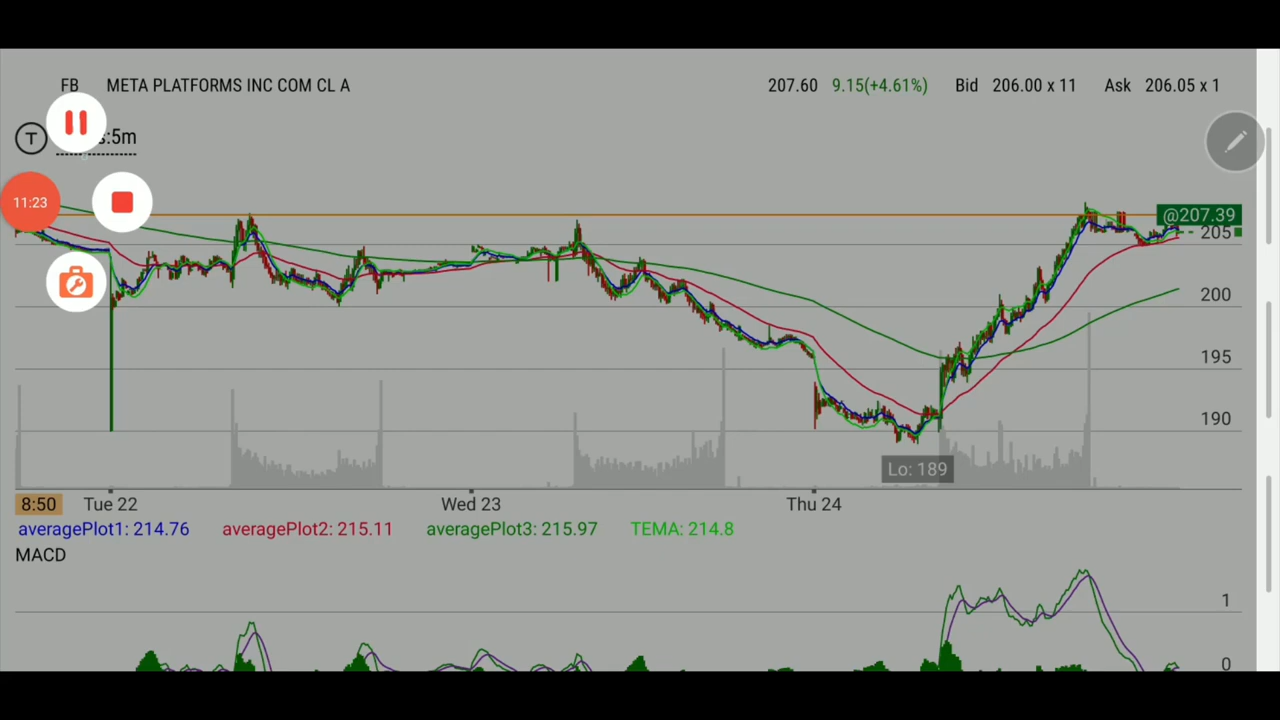 FB META PLATFORMS INC COM CL A 207.60 9.15(+4.61%) Bid 206.00 x 11 Ask 206.05 x 1
T s:5m
11:23
@207.39
205
200
195
190
Lo: 189
8:50 Tue 22 Wed 23 Thu 24
averagePlot1: 214.76 averagePlot2: 215.11 averagePlot3: 215.97 TEMA: 214.8
MACD
1
0